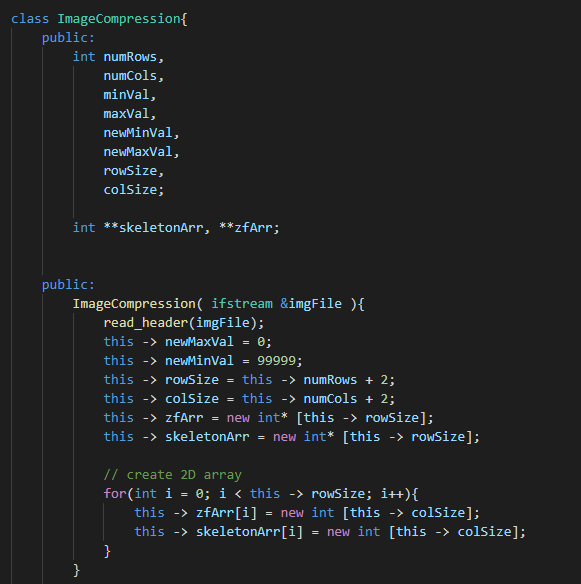 class ImageCompression{
    public:
        int numRows,
            numCols,
            minVal,
            maxVal,
            newMinVal,
            newMaxVal,
            rowSize,
            colSize;

        int **skeletonArr, **zfArr;


    public:
        ImageCompression( ifstream &imgFile ){
            read_header(imgFile);
            this -> newMaxVal = 0;
            this -> newMinVal = 99999;
            this -> rowSize = this -> numRows + 2;
            this -> colSize = this -> numCols + 2;
            this -> zfArr = new int* [this -> rowSize];
            this -> skeletonArr = new int* [this -> rowSize];

            // create 2D array
            for(int i = 0; i < this -> rowSize; i++){
                this -> zfArr[i] = new int [this -> colSize];
                this -> skeletonArr[i] = new int [this -> colSize];
            }
        }